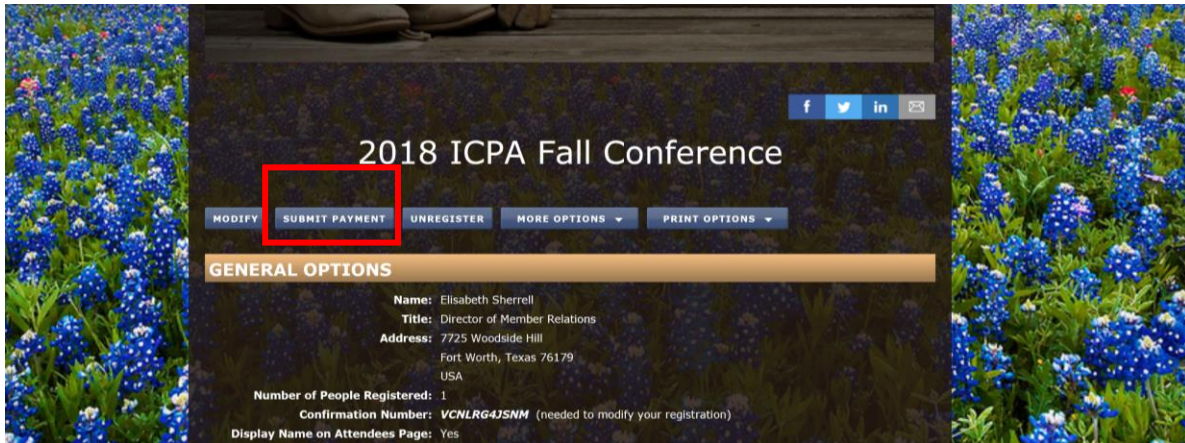 f in
2018 ICPA Fall Conference
MODIFY SUBMIT PAYMENT UNREGISTER MORE OPTIONS PRINT OPTIONS
GENERAL OPTIONS
Name: Elisabeth Sherrell
Title: Director of Member Relations
Address: 7725 Woodside Hill
Fort Worth, Texas 76179
USA
Number of People Registered: 1
Confirmation Number: VCNLRG4JSNM (needed to modify your registration)
Display Name on Attendees Page: Yes